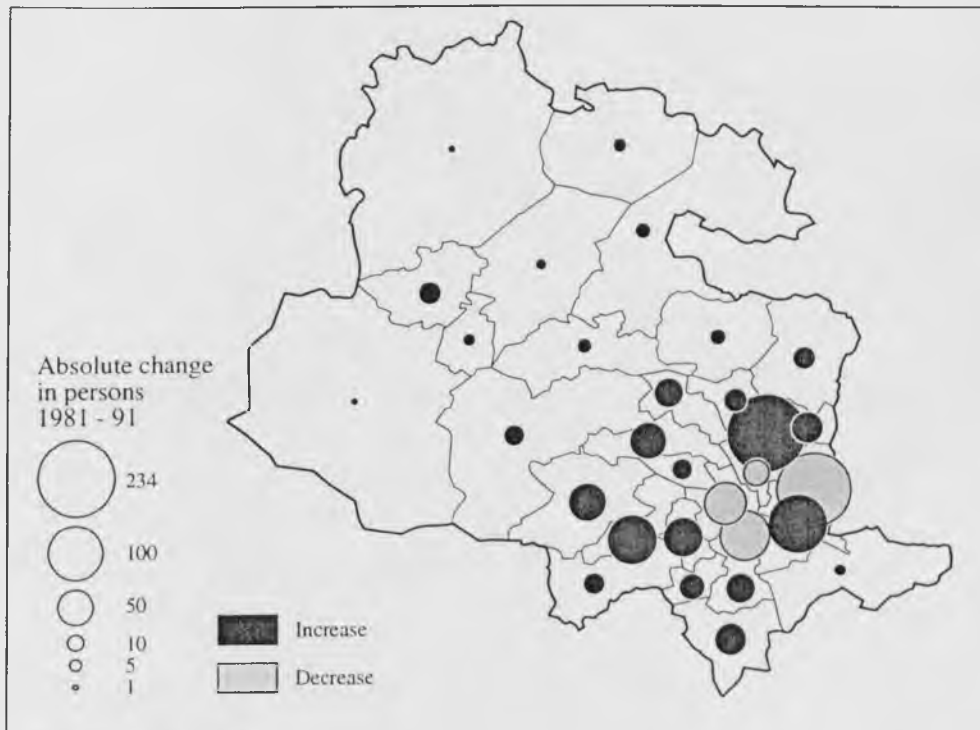 Absolute change
in persons
1981 - 91
234
100
50
10
5
1
Increase
Decrease